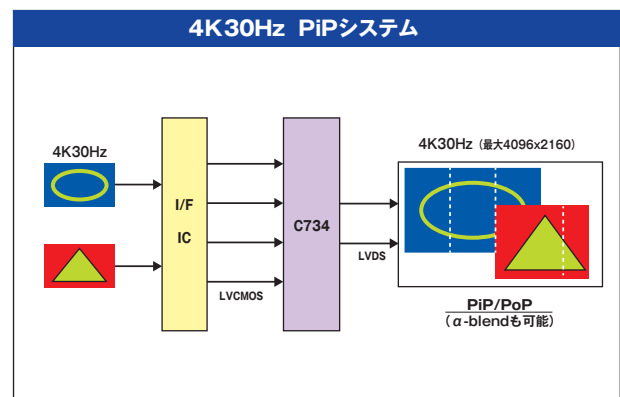 4K30Hz PiPシステム
4K30Hz
4K30Hz (最大4096x2160)
I/F
IC
C734
LVCMOS
LVDS
PiP/PoP
(α-blendも可能)